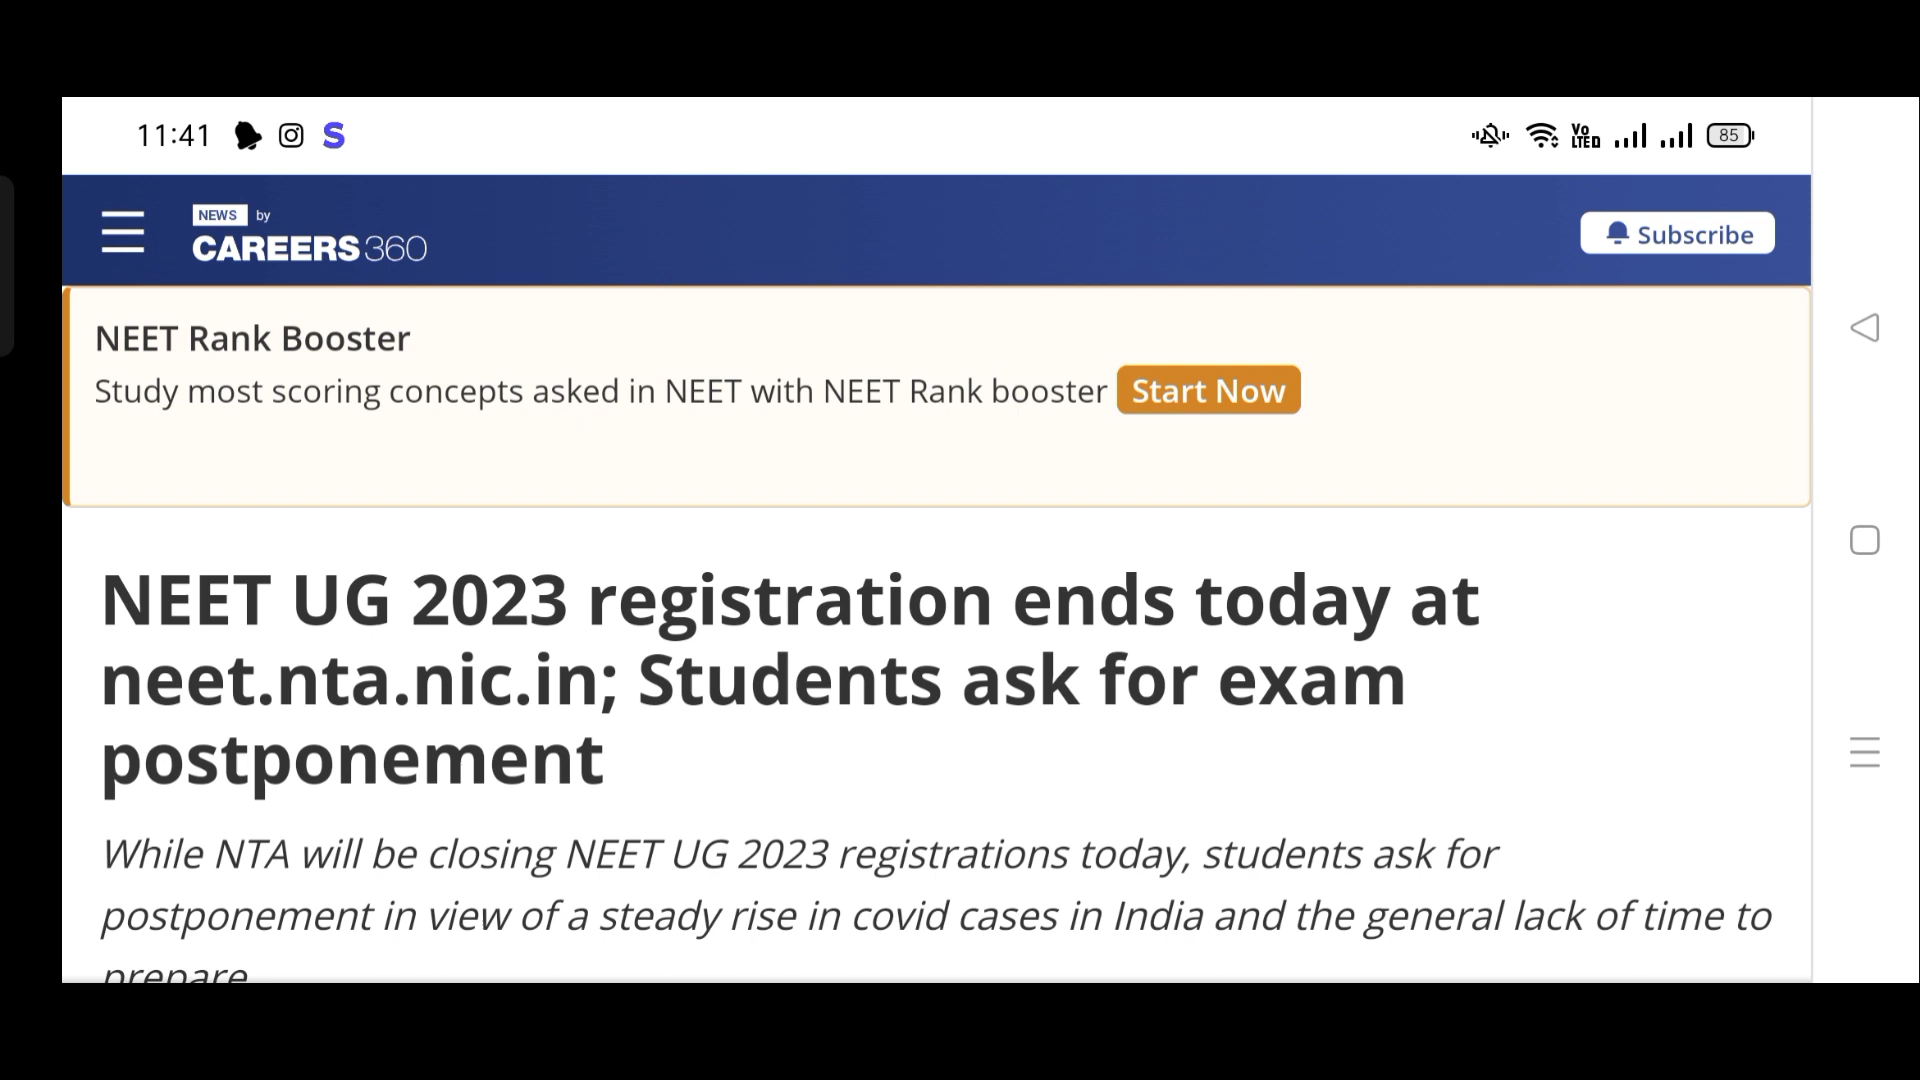 11:41 S Vo LTED 85
NEWS by
CAREERS360
Subscribe
NEET Rank Booster
Study most scoring concepts asked in NEET with NEET Rank booster Start Now
NEET UG 2023 registration ends today at
neet.nta.nic.in; Students ask for exam
postponement
While NTA will be closing NEET UG 2023 registrations today, students ask for
postponement in view of a steady rise in covid cases in India and the general lack of time to
prepare